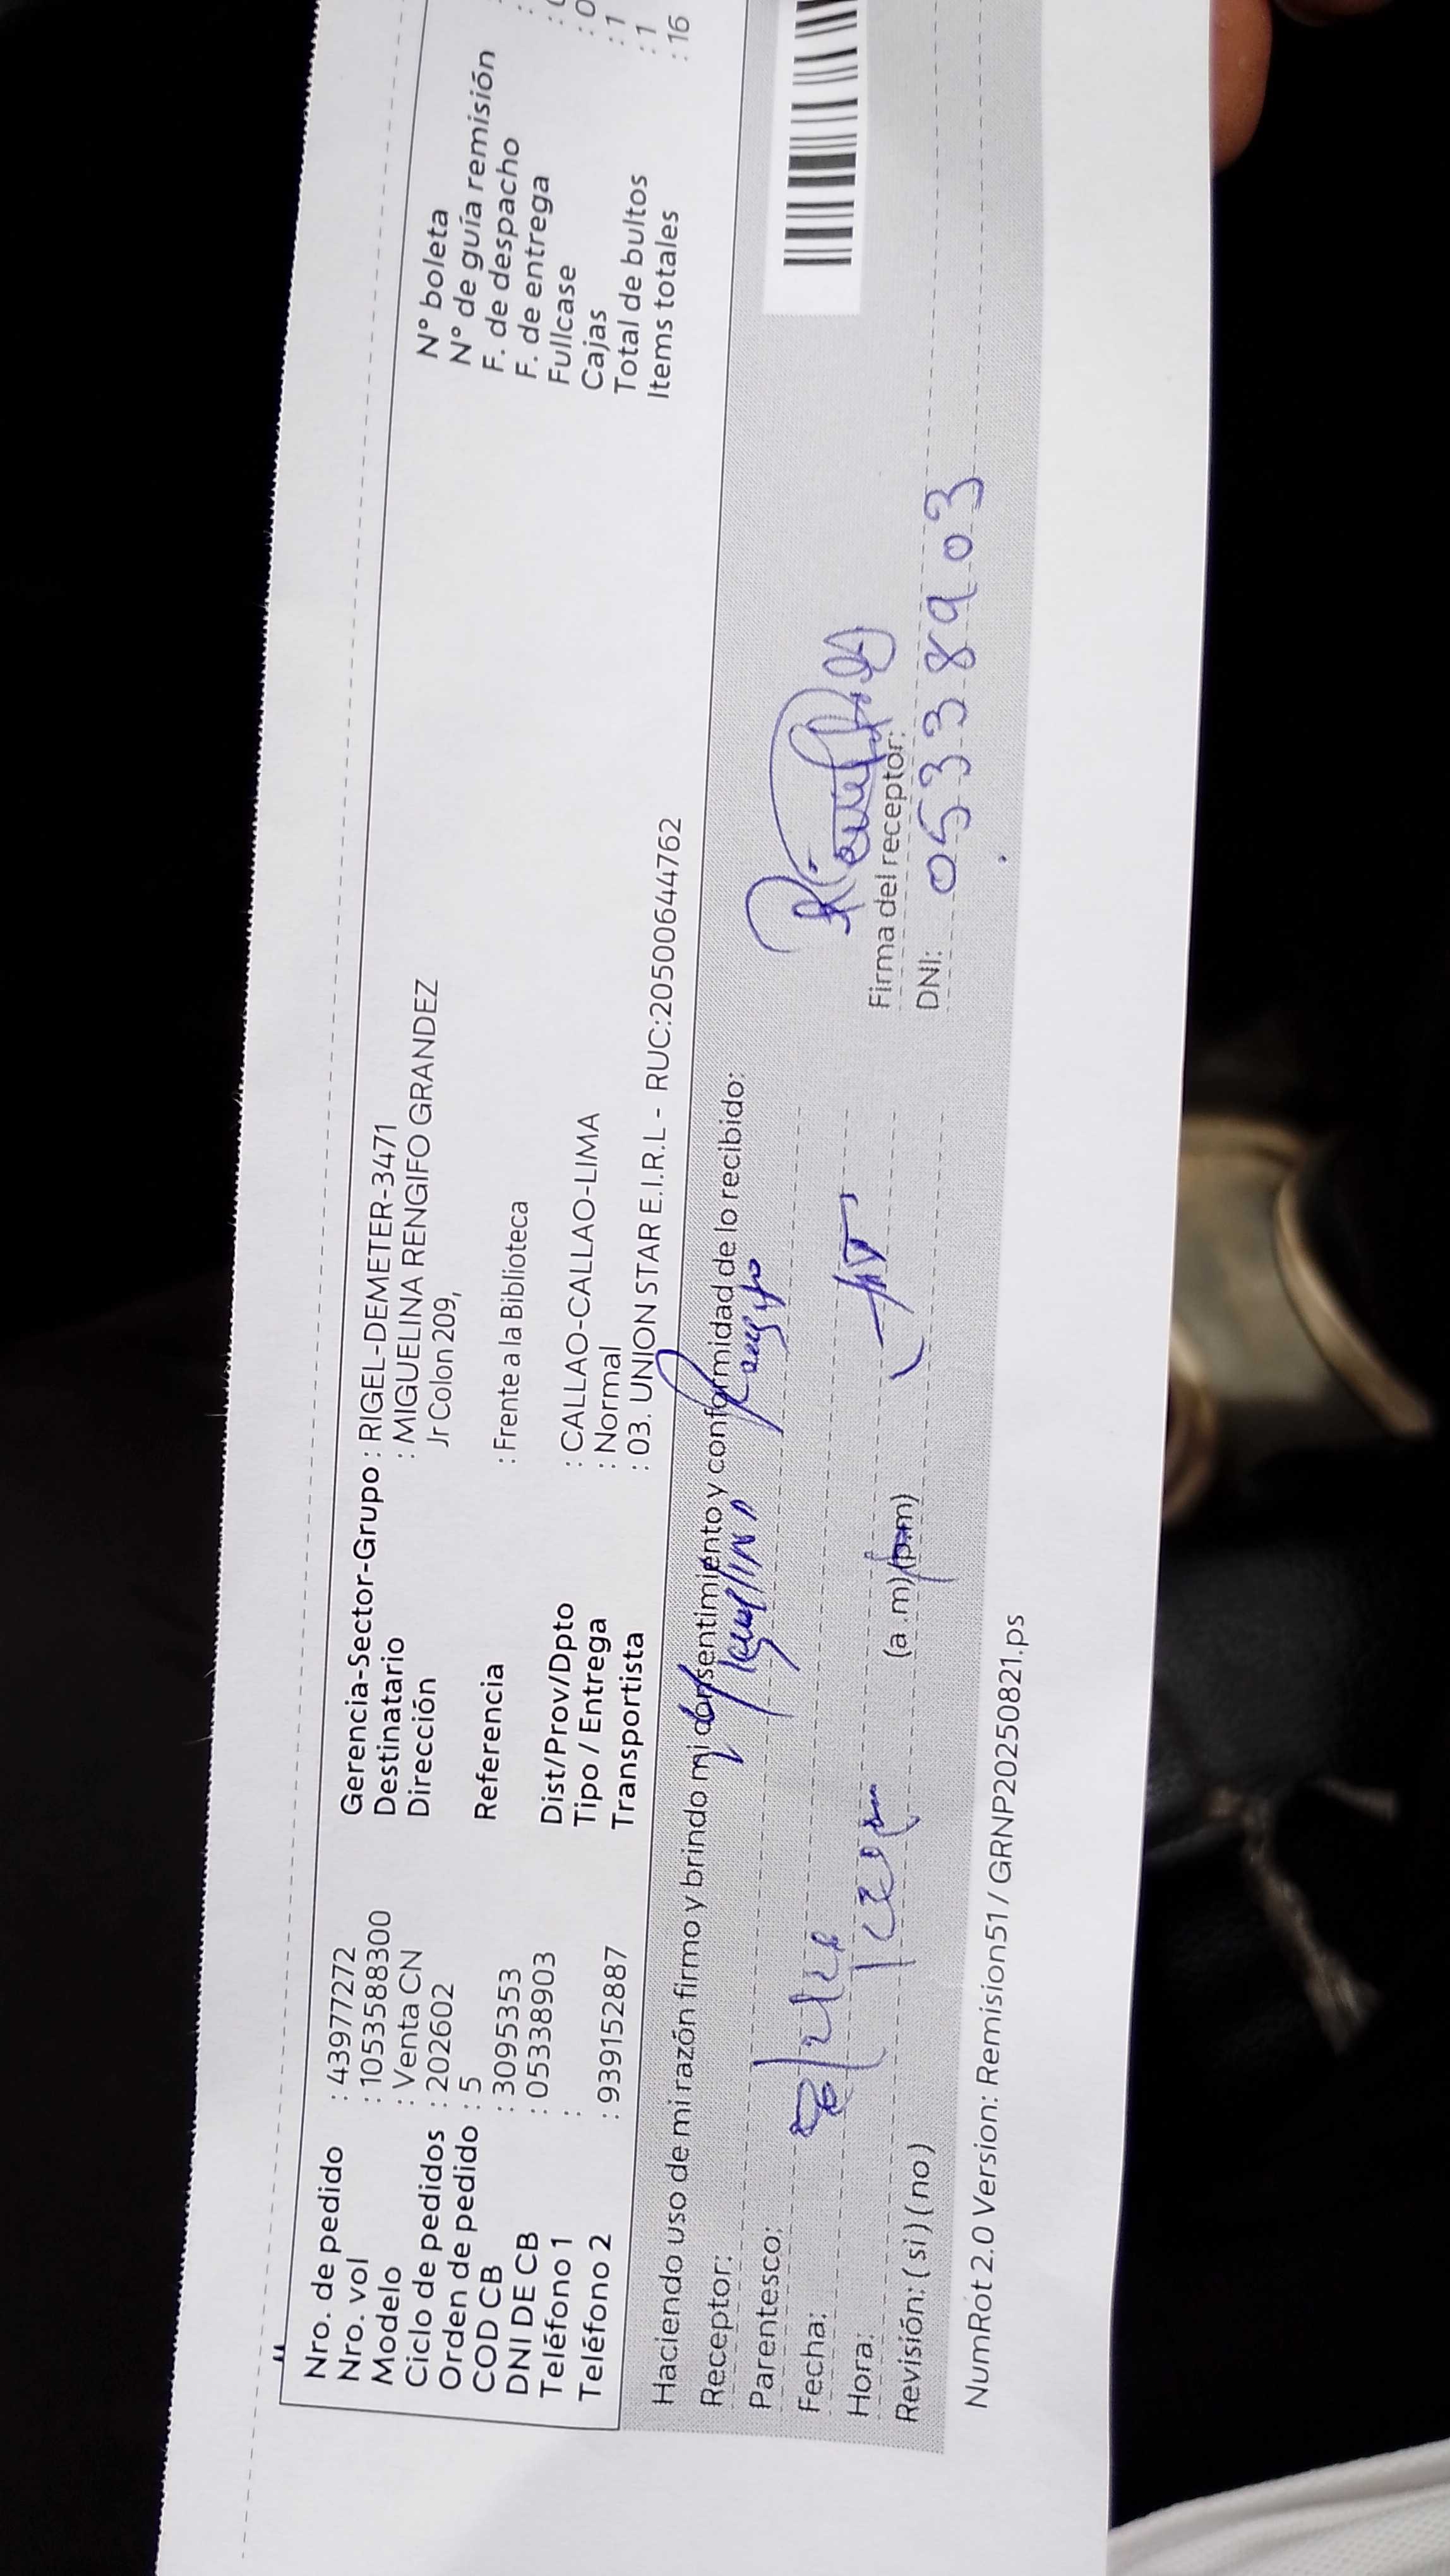 Nro. de pedido : 43977272
Nro. vol : 1053588300
Modelo : Venta CN
Ciclo de pedidos : 202602
Orden de pedido : 5
COD CB : 3095353
DNI DE CB : 05338903
Teléfono 1 :
Teléfono 2 : 939152887
Gerencia-Sector-Grupo : RIGEL-DEMETER-3471
Destinatario : MIGUELINA RENGIFO GRANDEZ
Dirección Jr Colon 209,
Referencia : Frente a la Biblioteca
Dist/Prov/Dpto : CALLAO-CALLAO-LIMA
Tipo / Entrega : Normal
Transportista : 03. UNION STAR E.I.R.L - RUC:20500644762
N° boleta :
N° de guía remisión
F. de despacho
F. de entrega
Fullcase : 0
Cajas : 1
Total de bultos : 1
Items totales : 16
Haciendo uso de mi razón firmo y brindo mi consentimiento y conformidad de lo recibido:
Receptor:
Parentesco:
Fecha:
Hora: (a .m) (p.m)
Revisión: ( si ) ( no )
Firma del receptor:
DNI: 05338903
NumRot 2.0 Version: Remision51 / GRNP20250821.ps